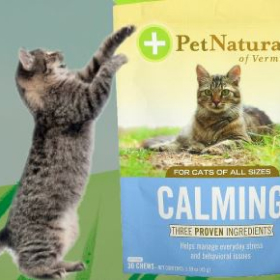 PetNatural
of Verm
FOR CATS OF ALL SIZES
CALMING
THREE PROVEN INGREDIENTS
Helps manage everyday stress
and behavioral issues
30 CHEWS